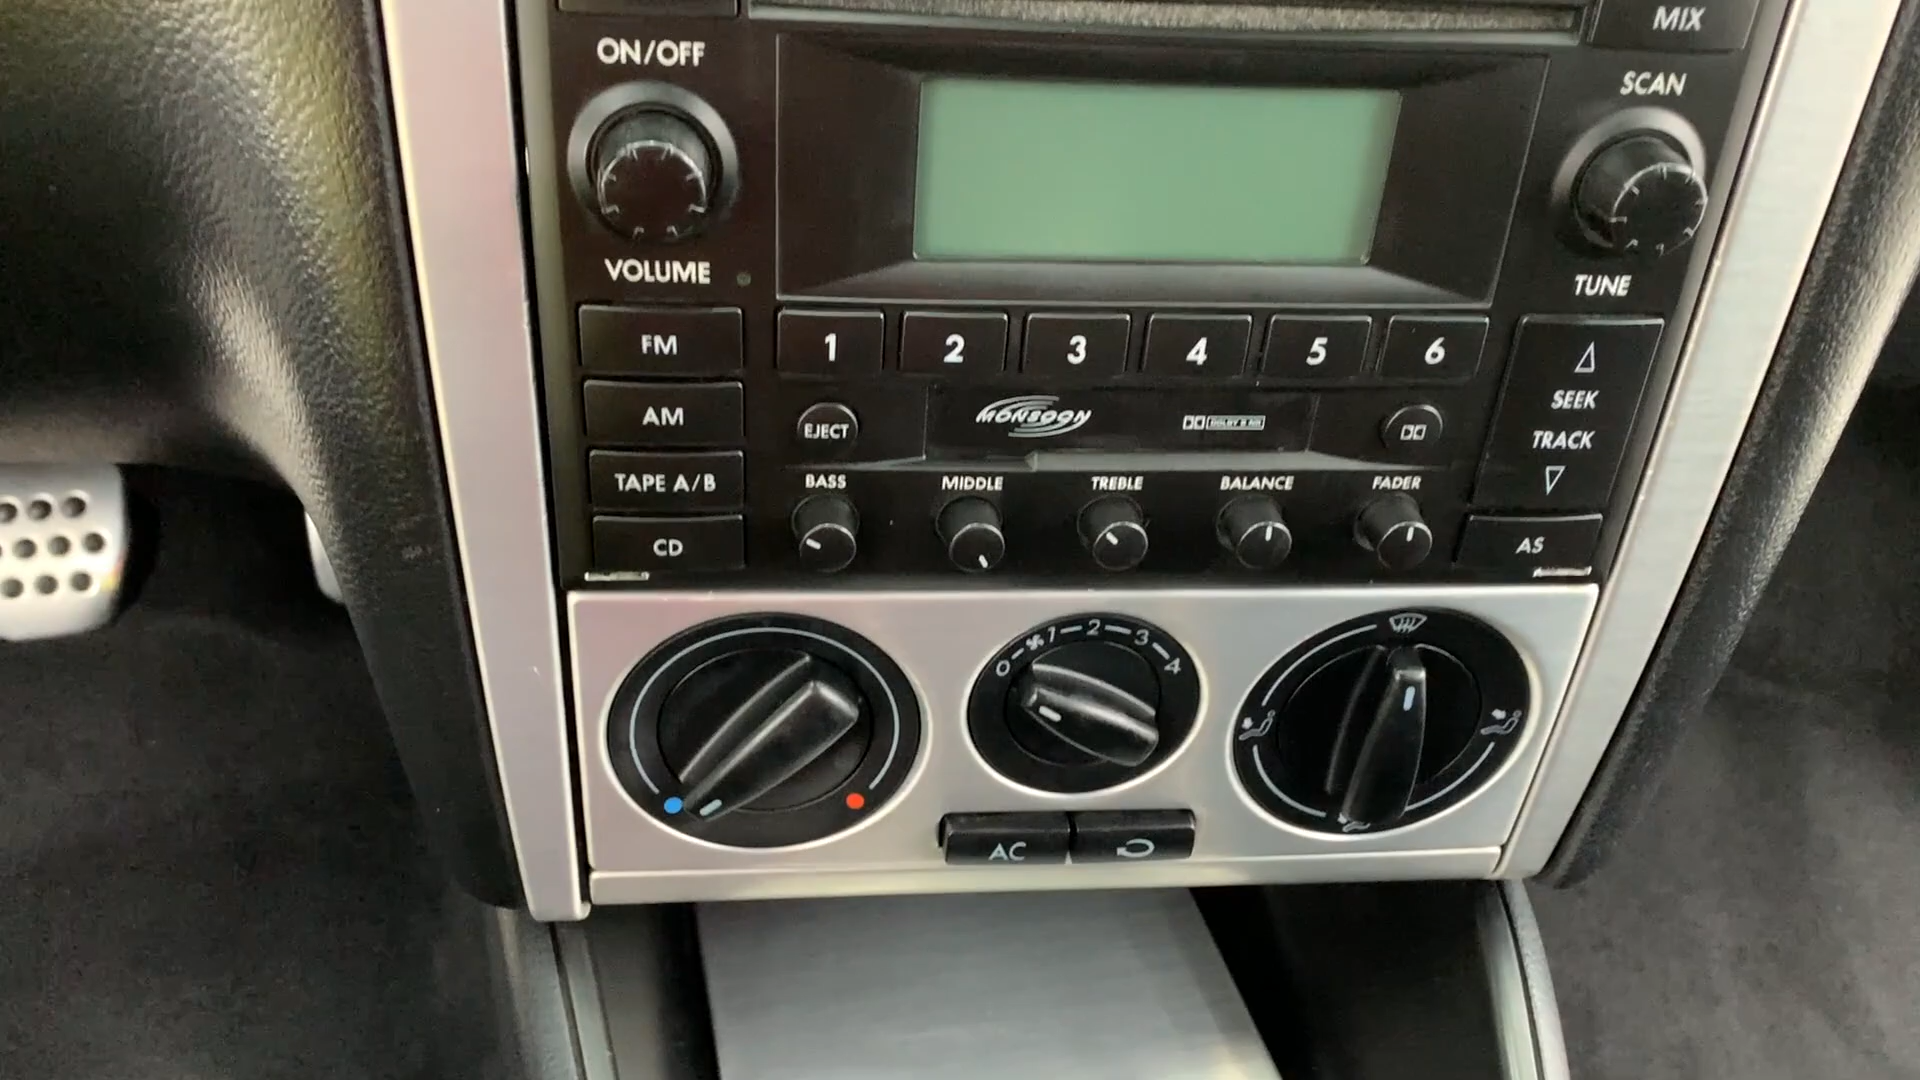 MIX
ON/OFF
SCAN
VOLUME
TUNE
FM
1 2 3 4 5 6
AM
EJECT
MONSOON
SEEK
TRACK
TAPE A/B
BASS MIDDLE TREBLE BALANCE FADER
CD
AS
0 1 2 3 4
AC